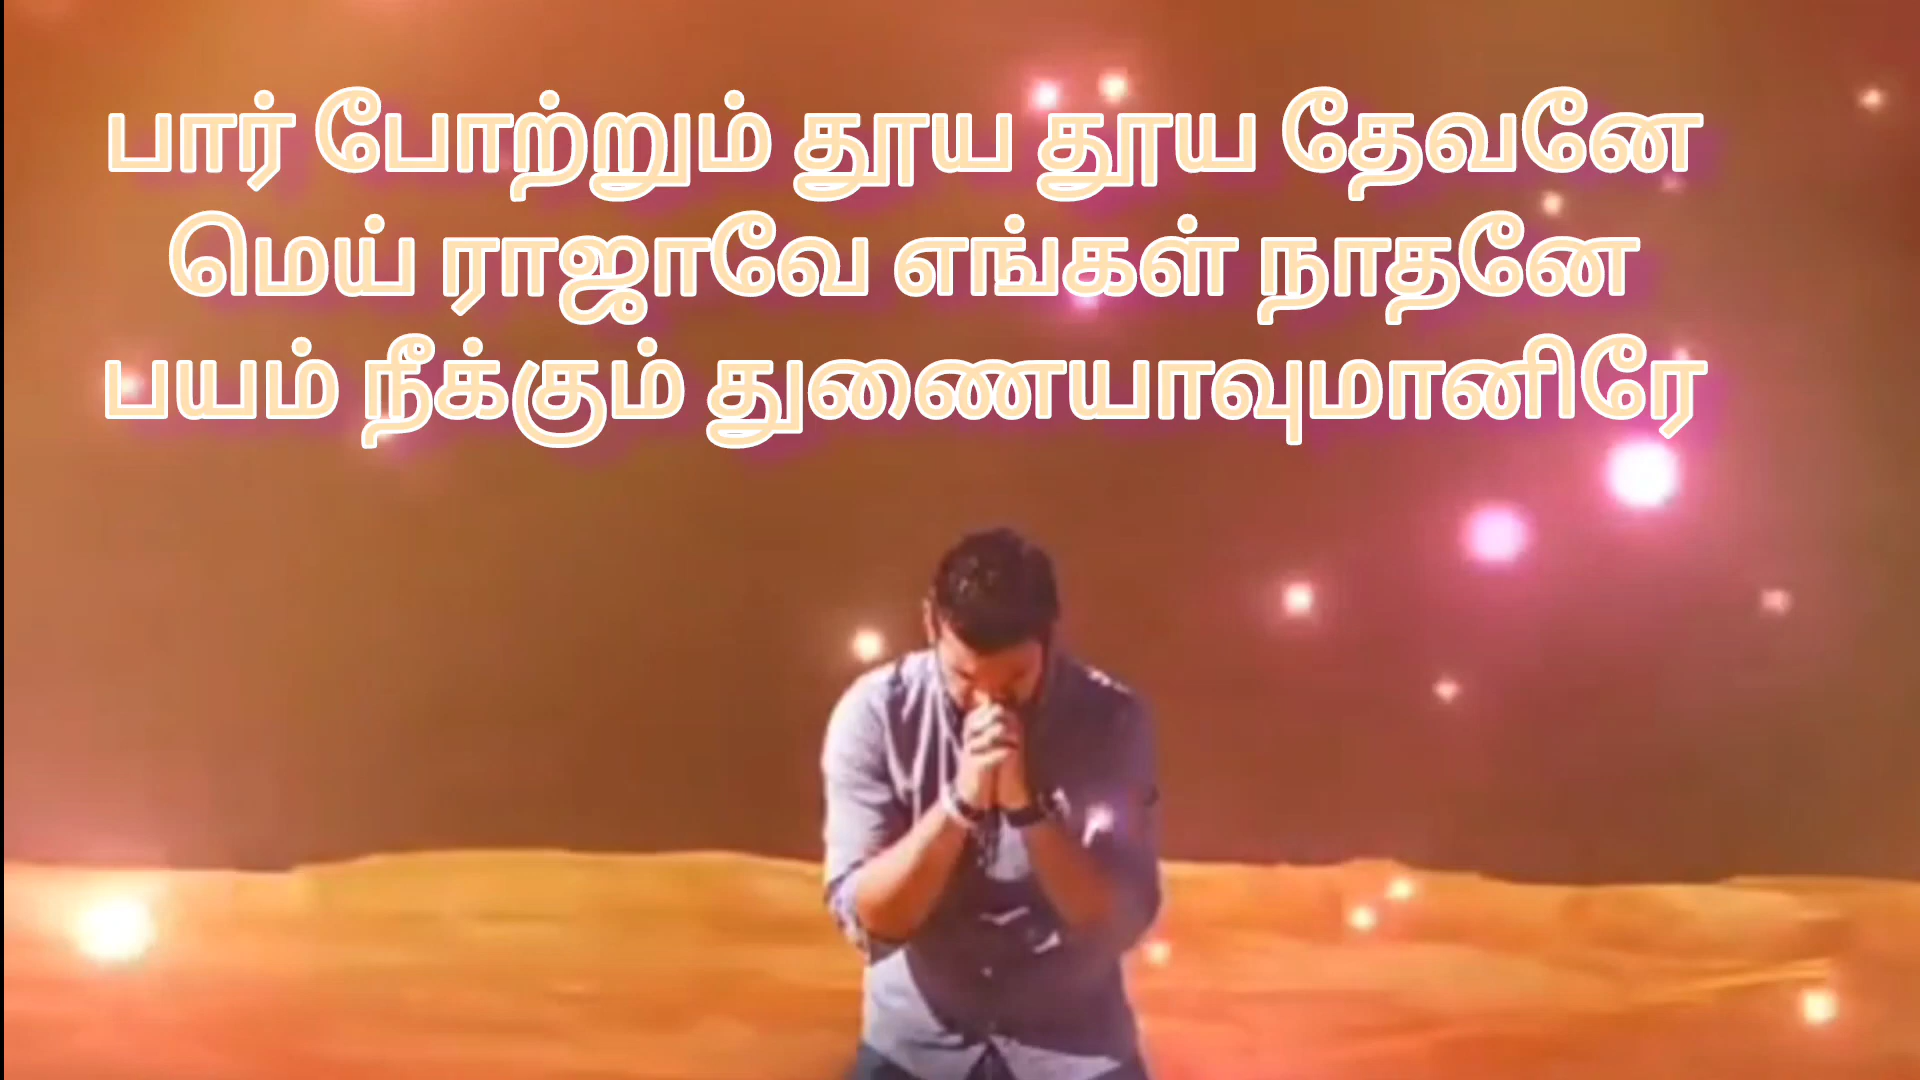 பார் போற்றும் தூய தூய தேவனே
மெய் ராஜாவே எங்கள் நாதனே
பயம் நீக்கும் துணையாவுமானிரே